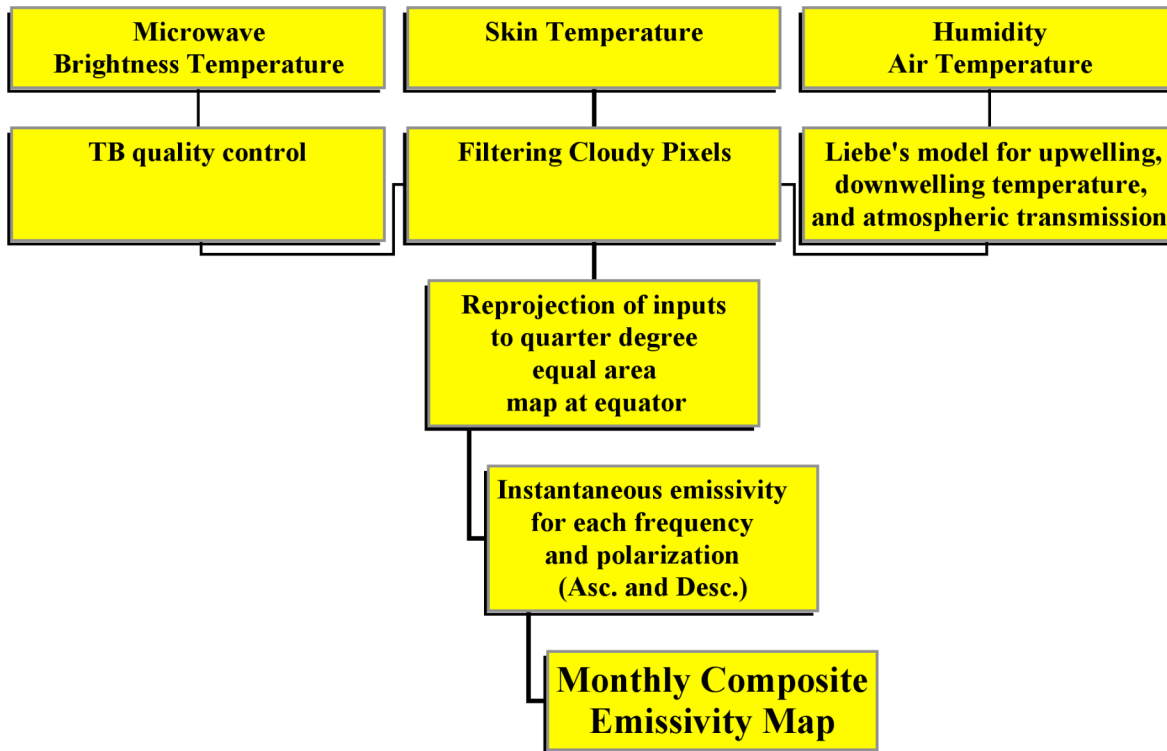 Microwave
Brightness Temperature
Skin Temperature
Humidity
Air Temperature
TB quality control
Filtering Cloudy Pixels
Liebe's model for upwelling,
downwelling temperature,
and atmospheric transmission
Reprojection of inputs
to quarter degree
equal area
map at equator
Instantaneous emissivity
for each frequency
and polarization
(Asc. and Desc.)
Monthly Composite
Emissivity Map